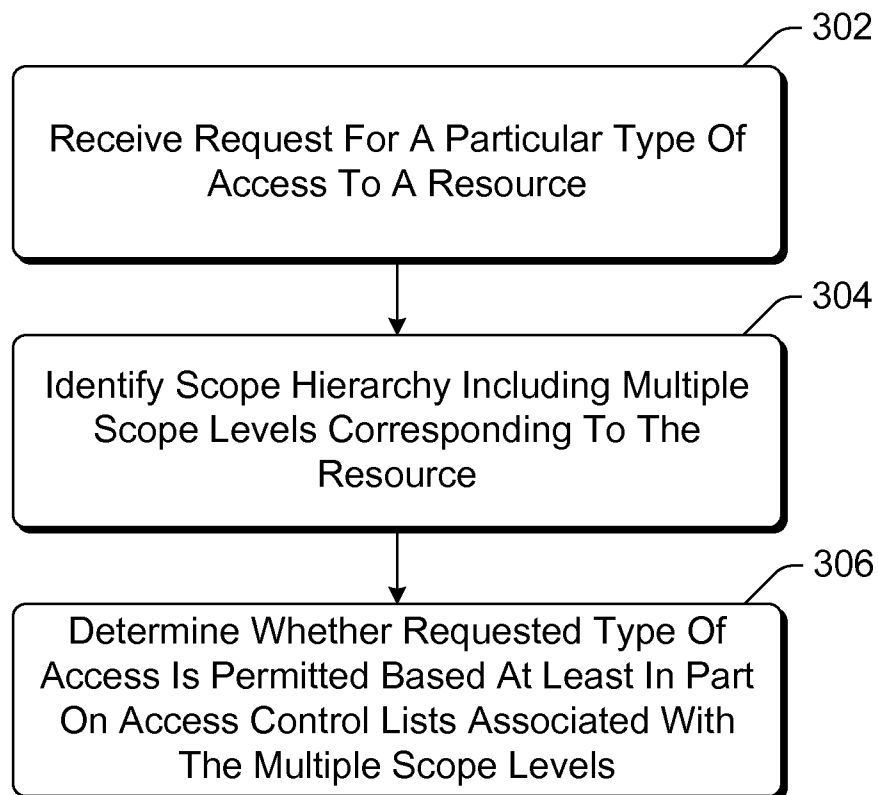 302
Receive Request For A Particular Type Of
Access To A Resource
304
Identify Scope Hierarchy Including Multiple
Scope Levels Corresponding To The
Resource
306
Determine Whether Requested Type Of
Access Is Permitted Based At Least In Part
On Access Control Lists Associated With
The Multiple Scope Levels